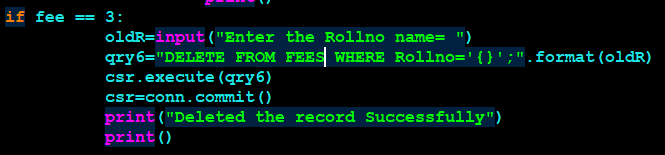 print()
if fee == 3:
oldR=input("Enter the Rollno name= ")
qry6="DELETE FROM FEES WHERE Rollno='{}';".format(oldR)
csr.execute(qry6)
csr=conn.commit()
print("Deleted the record Successfully")
print()